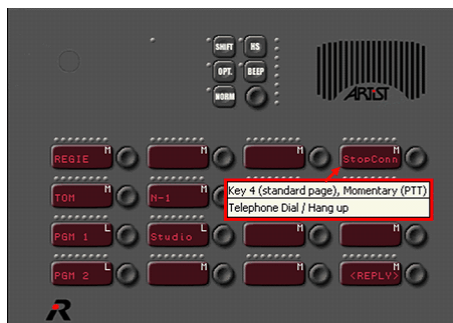 SHIFT HS
OPT. BEEP
NORM
ARTIST
REGIE M M M StopConn M
TOM M N-1 M
Key 4 (standard page), Momentary (PTT)
Telephone Dial / Hang up
PGM 1 L Studio L M M
PGM 2 L M M <REPLY> M
R